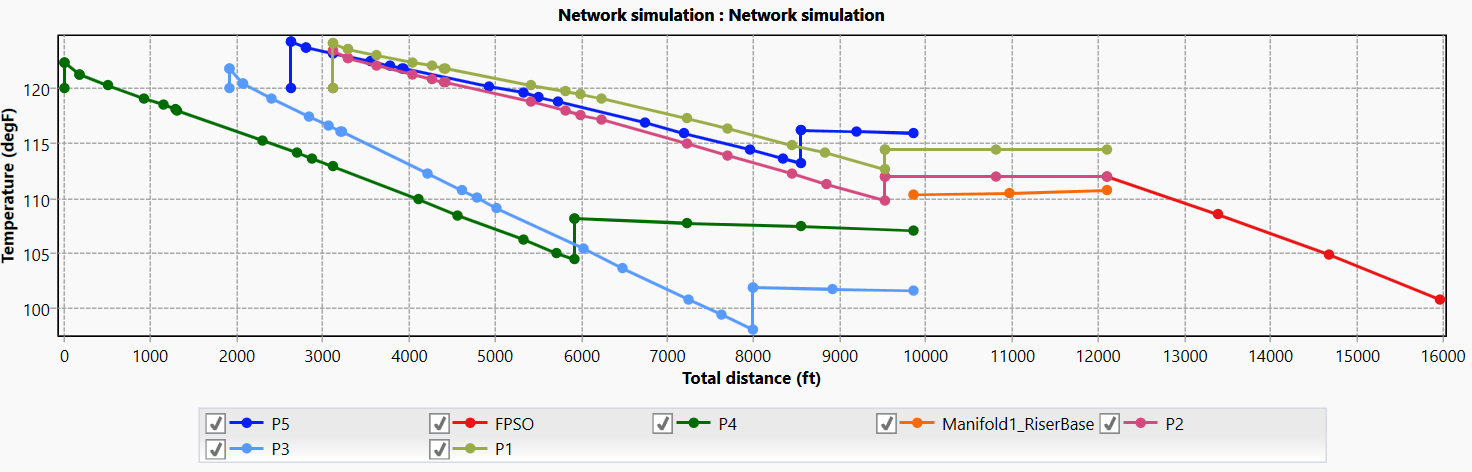 Network simulation : Network simulation
Temperature (degF)
120
115
110
105
100
0 1000 2000 3000 4000 5000 6000 7000 8000 9000 10000 11000 12000 13000 14000 15000 16000
Total distance (ft)
P5 FPSO P4 Manifold1_RiserBase P2
P3 P1